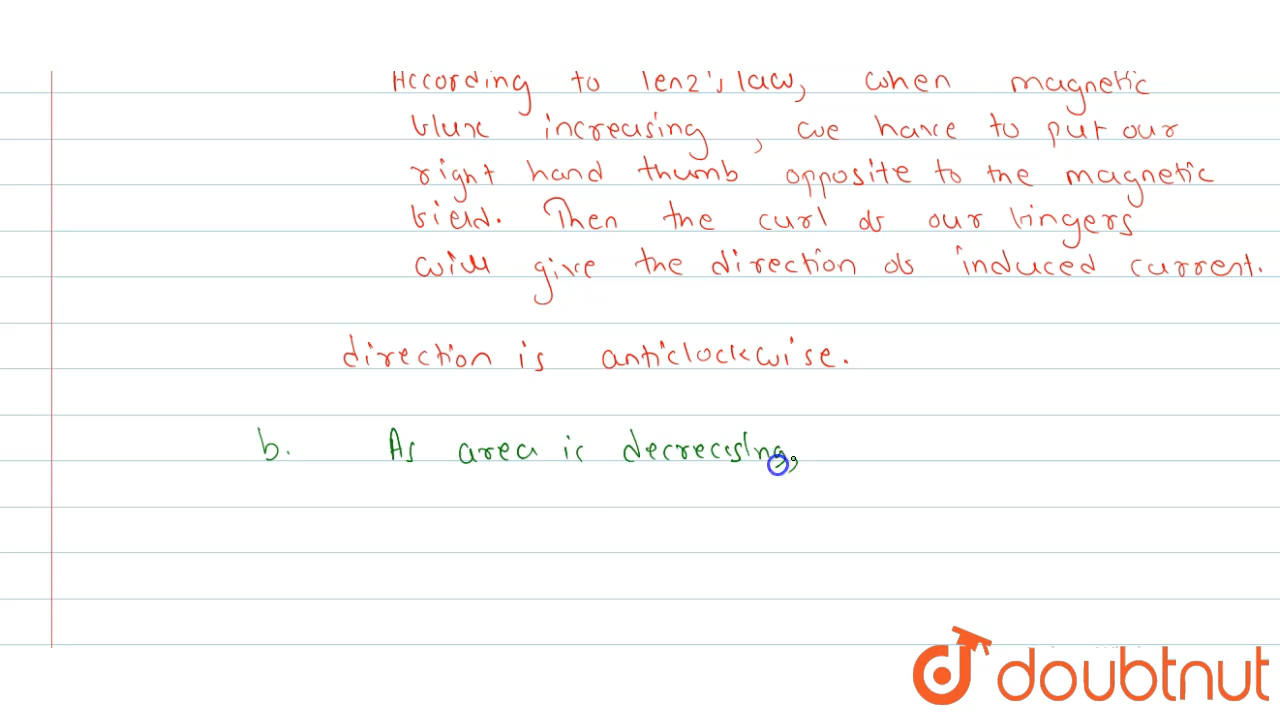 According to lenz's law, when magnetic
flux increasing, we have to put our
right hand thumb opposite to the magnetic
field. Then the curl of our fingers
will give the direction of induced current.
direction is anticlockwise.
b. As area is decreasing,
doubtnut